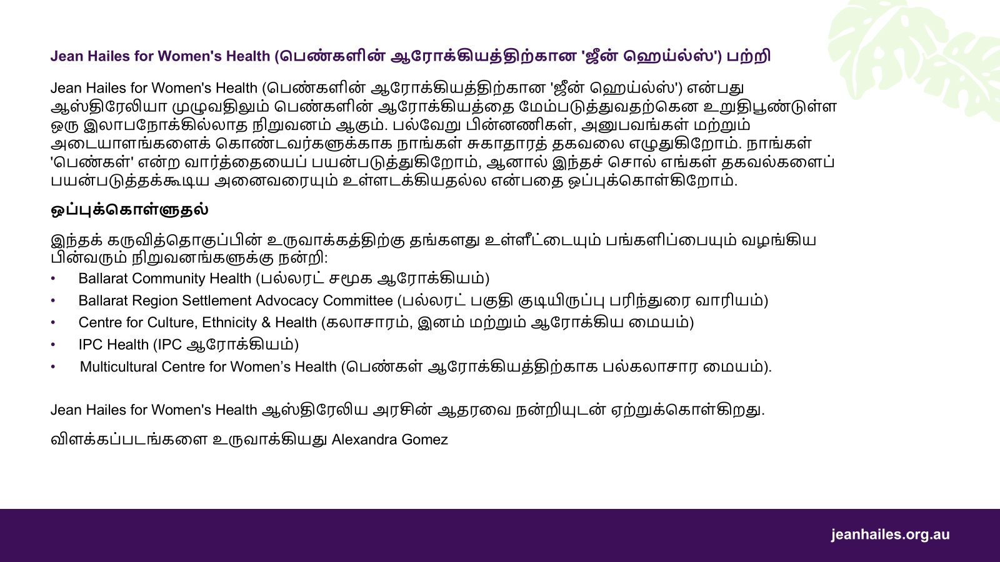 Jean Hailes for Women's Health (பெண்களின் ஆரோக்கியத்திற்கான 'ஜீன் ஹெய்ல்ஸ்') பற்றி
Jean Hailes for Women's Health (பெண்களின் ஆரோக்கியத்திற்கான 'ஜீன் ஹெய்ல்ஸ்') என்பது
ஆஸ்திரேலியா முழுவதிலும் பெண்களின் ஆரோக்கியத்தை மேம்படுத்துவதற்கென உறுதிபூண்டுள்ள
ஒரு இலாபநோக்கில்லாத நிறுவனம் ஆகும். பல்வேறு பின்னணிகள், அனுபவங்கள் மற்றும்
அடையாளங்களைக் கொண்டவர்களுக்காக நாங்கள் சுகாதாரத் தகவலை எழுதுகிறோம். நாங்கள்
'பெண்கள்' என்ற வார்த்தையைப் பயன்படுத்துகிறோம், ஆனால் இந்தச் சொல் எங்கள் தகவல்களைப்
பயன்படுத்தக்கூடிய அனைவரையும் உள்ளடக்கியதல்ல என்பதை ஒப்புக்கொள்கிறோம்.
ஒப்புக்கொள்ளுதல்
இந்தக் கருவித்தொகுப்பின் உருவாக்கத்திற்கு தங்களது உள்ளீட்டையும் பங்களிப்பையும் வழங்கிய
பின்வரும் நிறுவனங்களுக்கு நன்றி:
• Ballarat Community Health (பல்லரட் சமூக ஆரோக்கியம்)
• Ballarat Region Settlement Advocacy Committee (பல்லரட் பகுதி குடியிருப்பு பரிந்துரை வாரியம்)
• Centre for Culture, Ethnicity & Health (கலாசாரம், இனம் மற்றும் ஆரோக்கிய மையம்)
• IPC Health (IPC ஆரோக்கியம்)
• Multicultural Centre for Women’s Health (பெண்கள் ஆரோக்கியத்திற்காக பல்கலாசார மையம்).
Jean Hailes for Women's Health ஆஸ்திரேலிய அரசின் ஆதரவை நன்றியுடன் ஏற்றுக்கொள்கிறது.
விளக்கப்படங்களை உருவாக்கியது Alexandra Gomez
jeanhailes.org.au